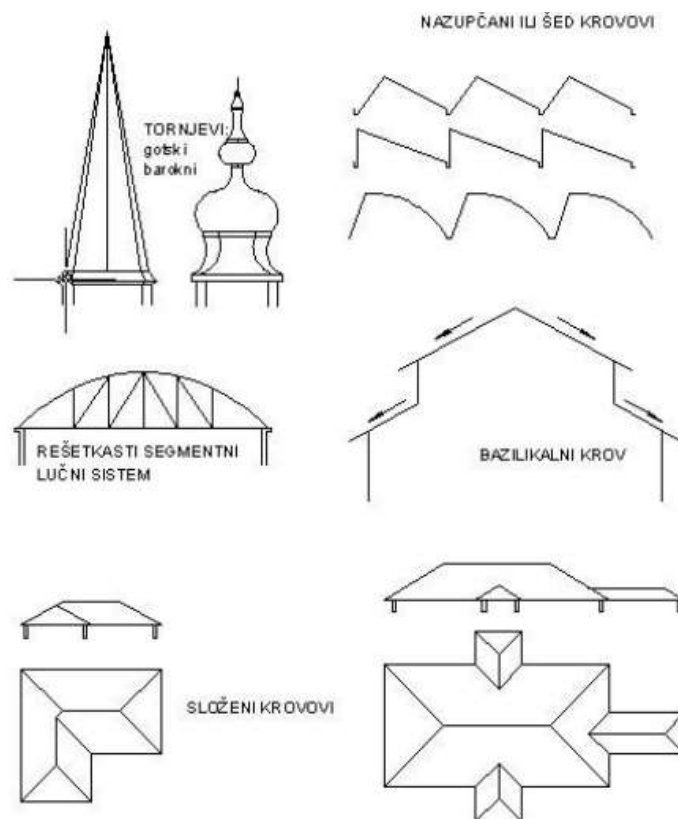 NAZUPČANI ILI ŠED KROVOVI
TORNJEVI:
gotski
barokni
REŠETKASTI SEGMENTNI
LUČNI SISTEM
BAZILIKALNI KROV
SLOŽENI KROVOVI